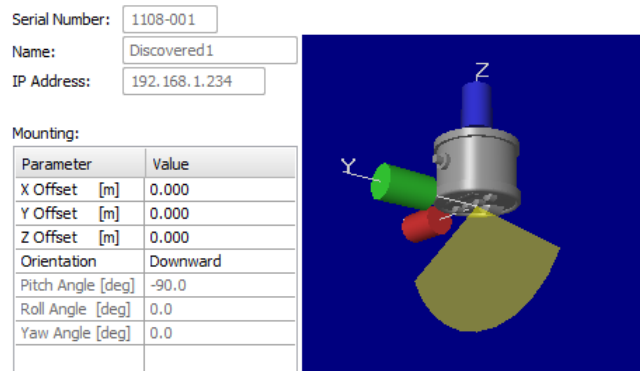 Serial Number: 1108-001
Name: Discovered1
IP Address: 192.168.1.234
Mounting:
Parameter Value
X Offset [m] 0.000
Y Offset [m] 0.000
Z Offset [m] 0.000
Orientation Downward
Pitch Angle [deg] -90.0
Roll Angle [deg] 0.0
Yaw Angle [deg] 0.0
Z
Y